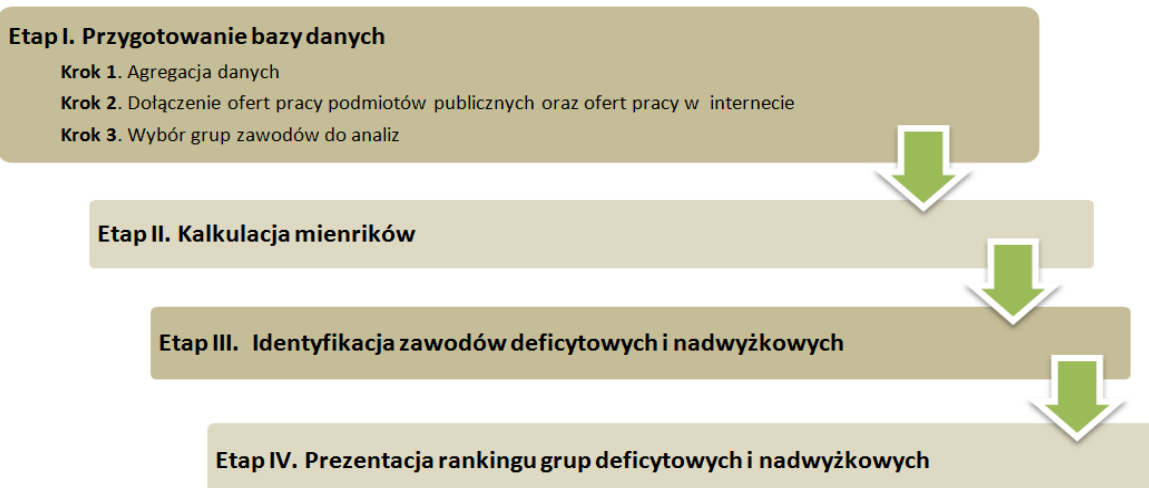 Etap I. Przygotowanie bazy danych
Krok 1. Agregacja danych
Krok 2. Dołączenie ofert pracy podmiotów publicznych oraz ofert pracy w internecie
Krok 3. Wybór grup zawodów do analiz
Etap II. Kalkulacja mienrików
Etap III. Identyfikacja zawodów deficytowych i nadwyżkowych
Etap IV. Prezentacja rankingu grup deficytowych i nadwyżkowych